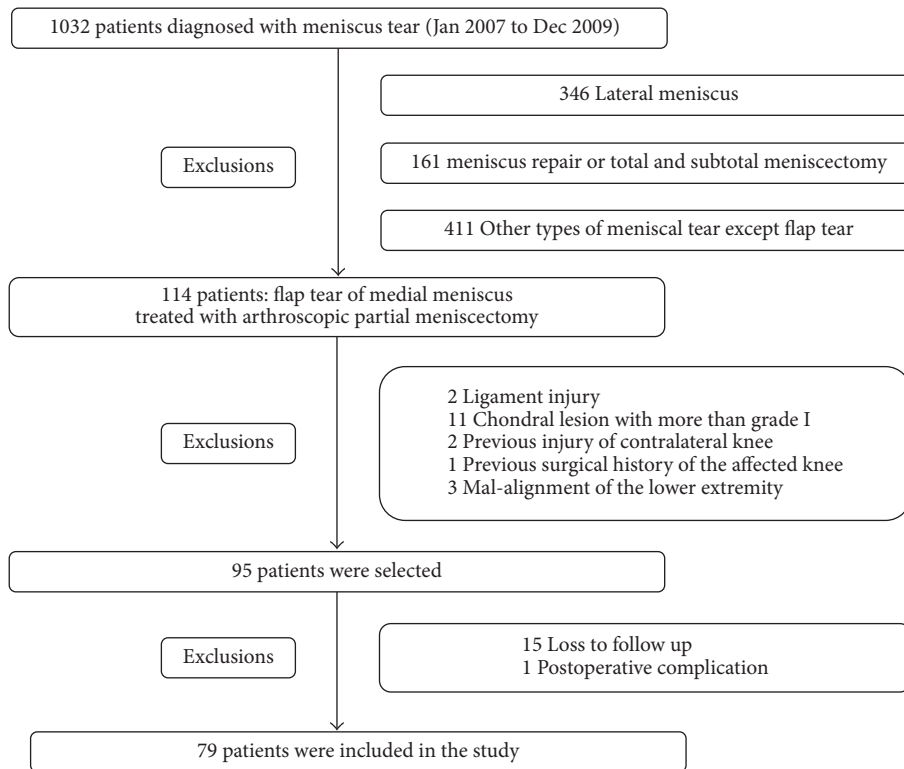 1032 patients diagnosed with meniscus tear (Jan 2007 to Dec 2009)
346 Lateral meniscus
Exclusions
161 meniscus repair or total and subtotal meniscectomy
411 Other types of meniscal tear except flap tear
114 patients: flap tear of medial meniscus
treated with arthroscopic partial meniscectomy
2 Ligament injury
11 Chondral lesion with more than grade I
Exclusions
2 Previous injury of contralateral knee
1 Previous surgical history of the affected knee
3 Mal-alignment of the lower extremity
95 patients were selected
Exclusions
15 Loss to follow up
1 Postoperative complication
79 patients were included in the study